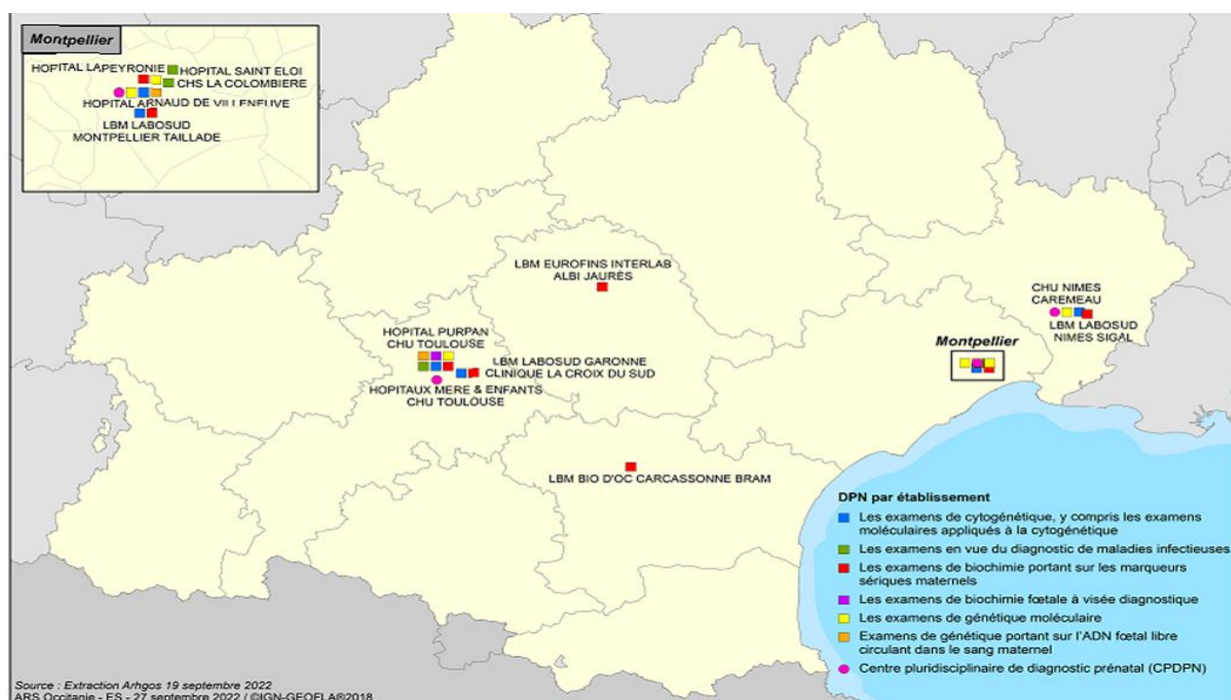 Montpellier
HOPITAL LAPEYRONIE
HOPITAL SAINT ELOI
CHS LA COLOMBIERE
HOPITAL ARNAUD DE VILLENEUVE
LBM LABOSUD
MONTPELLIER TAILLADE
LBM EUROFINS INTERLAB
ALBI JAURÈS
CHU NIMES
CAREMEAU
LBM LABOSUD
NIMES SIGAL
HOPITAL PURPAN
CHU TOULOUSE
Montpellier
LBM LABOSUD GARONNE
CLINIQUE LA CROIX DU SUD
HOPITAUX MERE & ENFANTS
CHU TOULOUSE
LBM BIO D'OC CARCASSONNE BRAM
DPN par établissement
Les examens de cytogénétique, y compris les examens
moléculaires appliqués à la cytogénétique
Les examens en vue du diagnostic de maladies infectieuses
Les examens de biochimie portant sur les marqueurs
sériques maternels
Les examens de biochimie fœtale à visée diagnostique
Les examens de génétique moléculaire
Examens de génétique portant sur l'ADN fœtal libre
circulant dans le sang maternel
Centre pluridisciplinaire de diagnostic prénatal (CPDPN)
Source : Extraction Arhgos 19 septembre 2022
ARS Occitanie - ES - 27 septembre 2022 / ©IGN-GEOFLA®2018